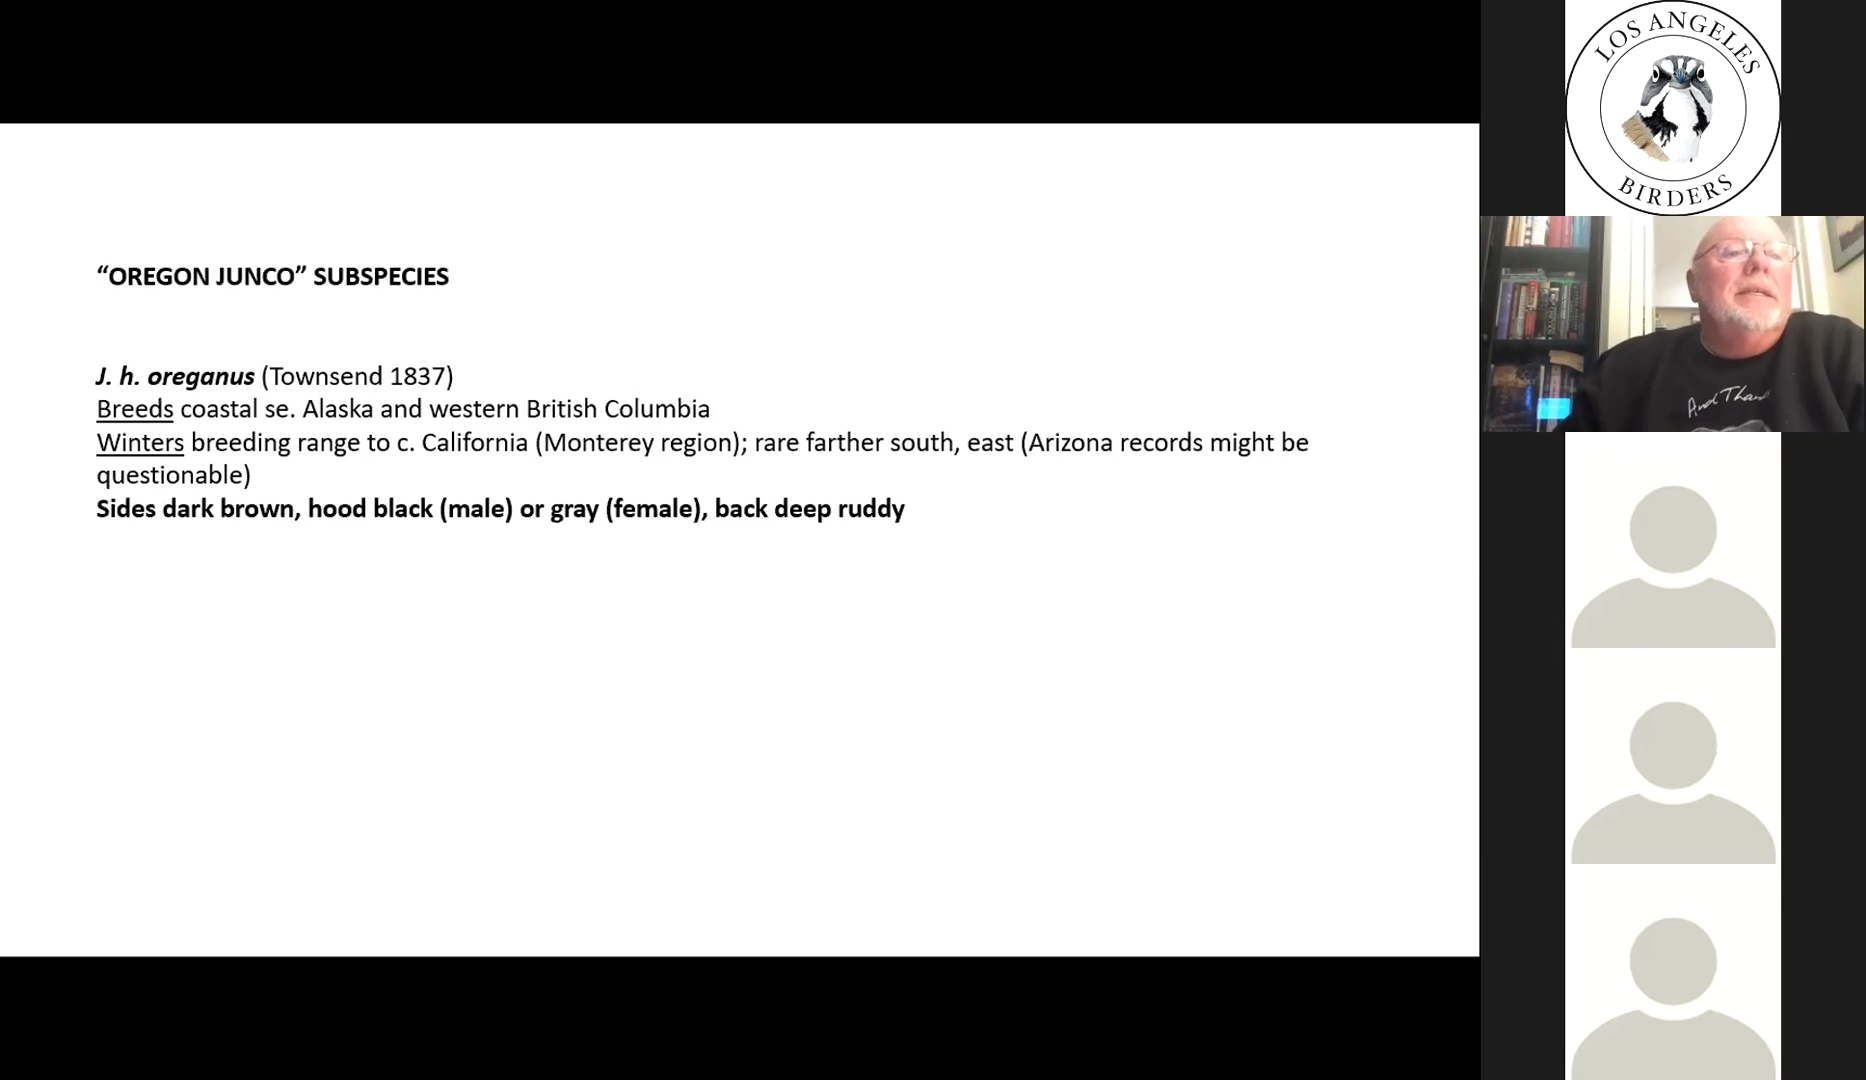 “OREGON JUNCO” SUBSPECIES
J. h. oreganus (Townsend 1837)
Breeds coastal se. Alaska and western British Columbia
Winters breeding range to c. California (Monterey region); rare farther south, east (Arizona records might be
questionable)
Sides dark brown, hood black (male) or gray (female), back deep ruddy
LOS ANGELES
BIRDERS
And